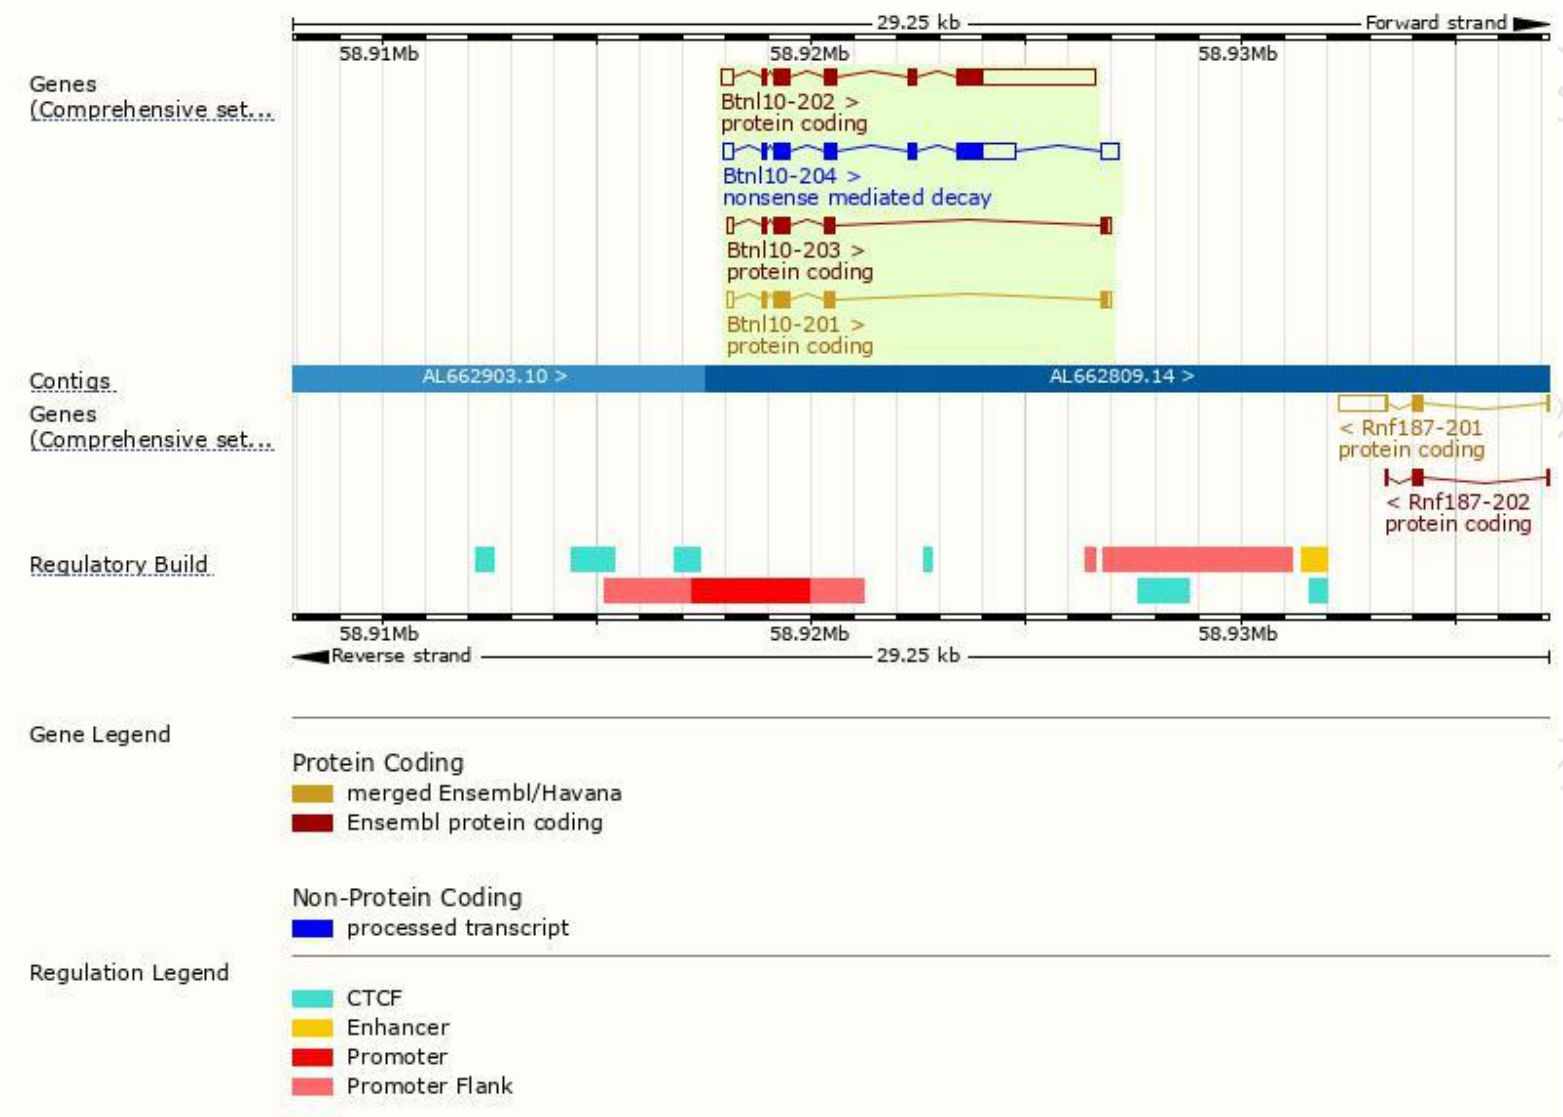 29.25 kb
Forward strand
58.91Mb 58.92Mb 58.93Mb
Genes
(Comprehensive set...
Btnl10-202 >
protein coding
Btnl10-204 >
nonsense mediated decay
Btnl10-203 >
protein coding
Btnl10-201 >
protein coding
Contigs
AL662903.10 > AL662809.14 >
Genes
(Comprehensive set...
< Rnf187-201
protein coding
< Rnf187-202
protein coding
Regulatory Build
58.91Mb 58.92Mb 58.93Mb
Reverse strand
29.25 kb
Gene Legend
Protein Coding
merged Ensembl/Havana
Ensembl protein coding
Non-Protein Coding
processed transcript
Regulation Legend
CTCF
Enhancer
Promoter
Promoter Flank